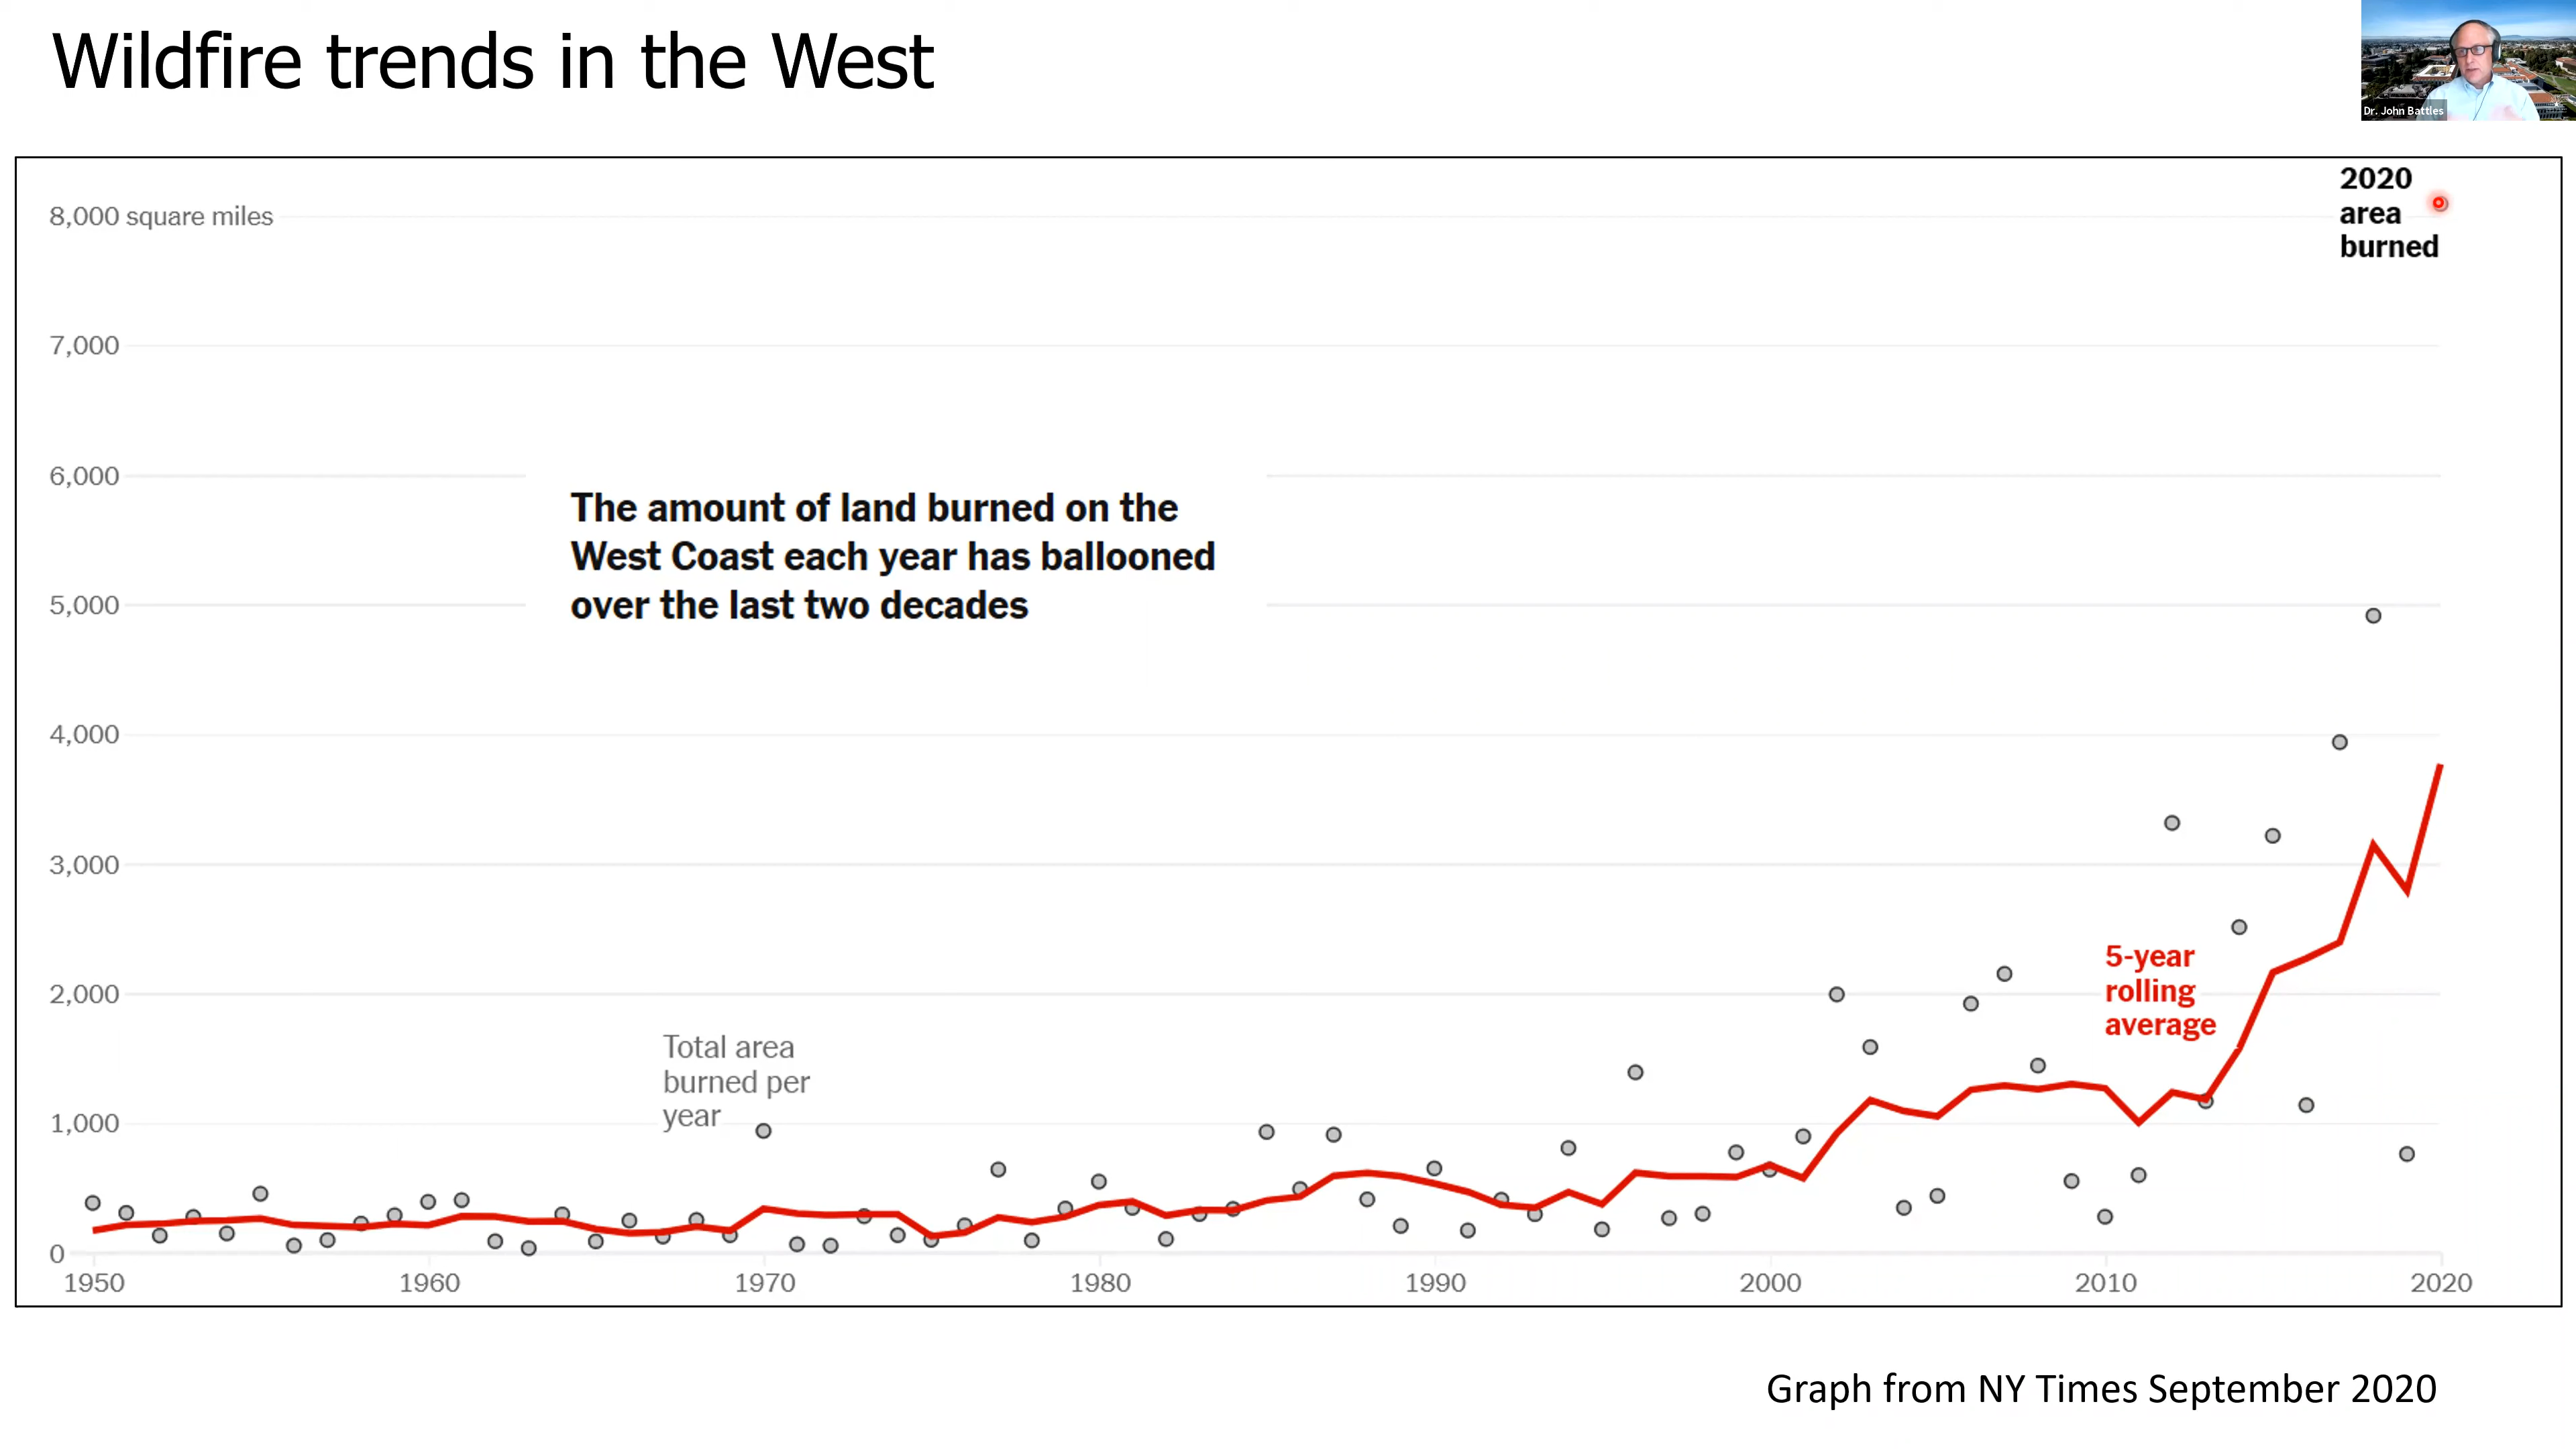 Wildfire trends in the West
Dr. John Battles
2020
area
burned
8,000 square miles
7,000
6,000
The amount of land burned on the
West Coast each year has ballooned
over the last two decades
5,000
4,000
3,000
5-year
rolling
average
2,000
Total area
burned per
year
1,000
0
1950 1960 1970 1980 1990 2000 2010 2020
Graph from NY Times September 2020